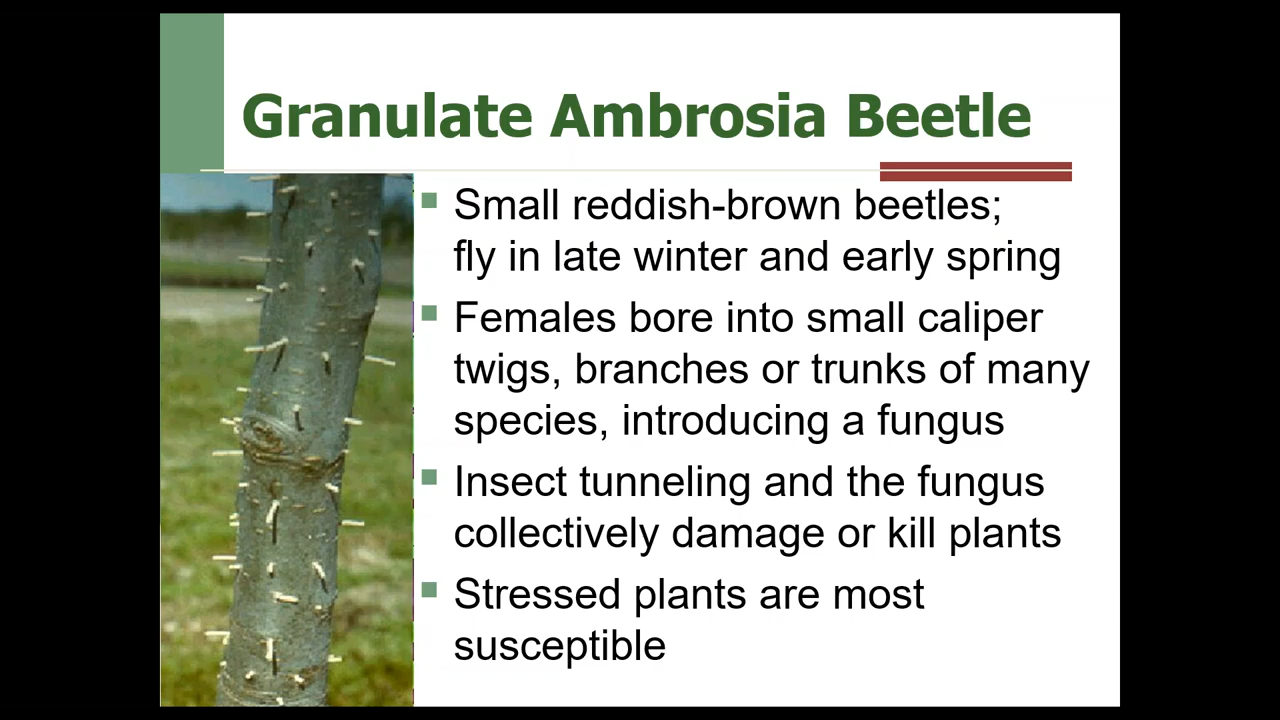 Granulate Ambrosia Beetle
Small reddish-brown beetles;
fly in late winter and early spring
Females bore into small caliper
twigs, branches or trunks of many
species, introducing a fungus
Insect tunneling and the fungus
collectively damage or kill plants
Stressed plants are most
susceptible